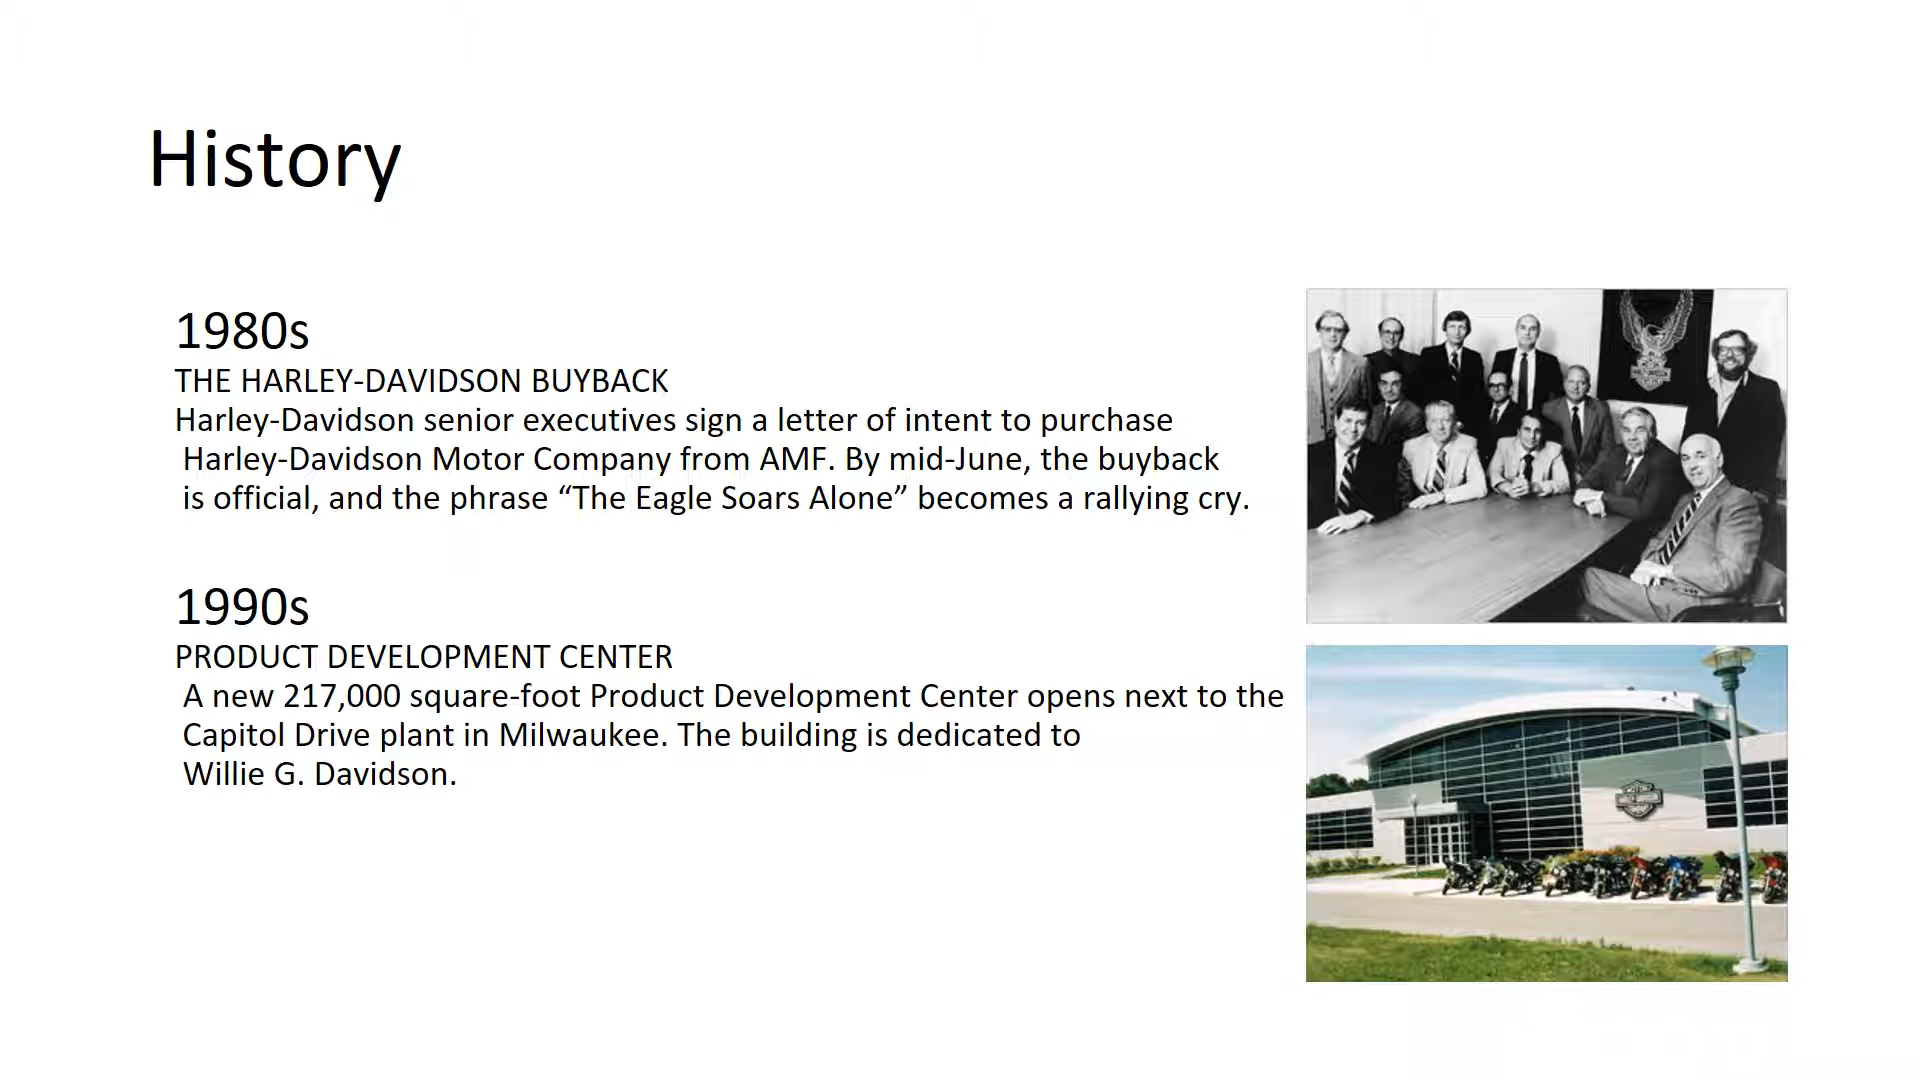 History
1980s
THE HARLEY-DAVIDSON BUYBACK
Harley-Davidson senior executives sign a letter of intent to purchase
Harley-Davidson Motor Company from AMF. By mid-June, the buyback
is official, and the phrase “The Eagle Soars Alone” becomes a rallying cry.
1990s
PRODUCT DEVELOPMENT CENTER
A new 217,000 square-foot Product Development Center opens next to the
Capitol Drive plant in Milwaukee. The building is dedicated to
Willie G. Davidson.